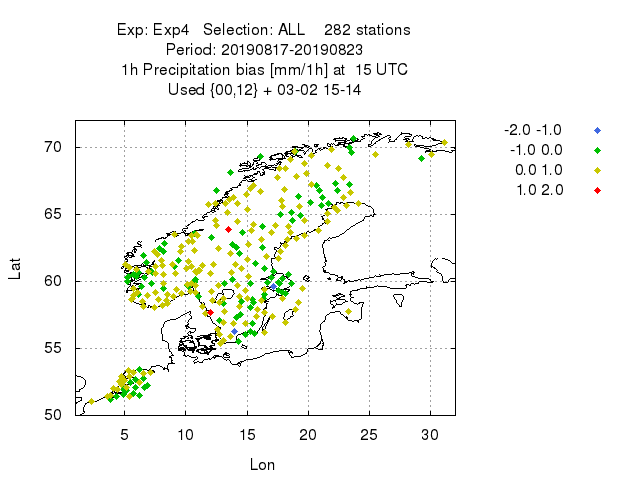 Exp: Exp4 Selection: ALL 282 stations
Period: 20190817-20190823
1h Precipitation bias [mm/1h] at 15 UTC
Used {00,12} + 03-02 15-14
-2.0 -1.0
-1.0 0.0
0.0 1.0
1.0 2.0
70
65
60
55
50
Lat
5 10 15 20 25 30
Lon